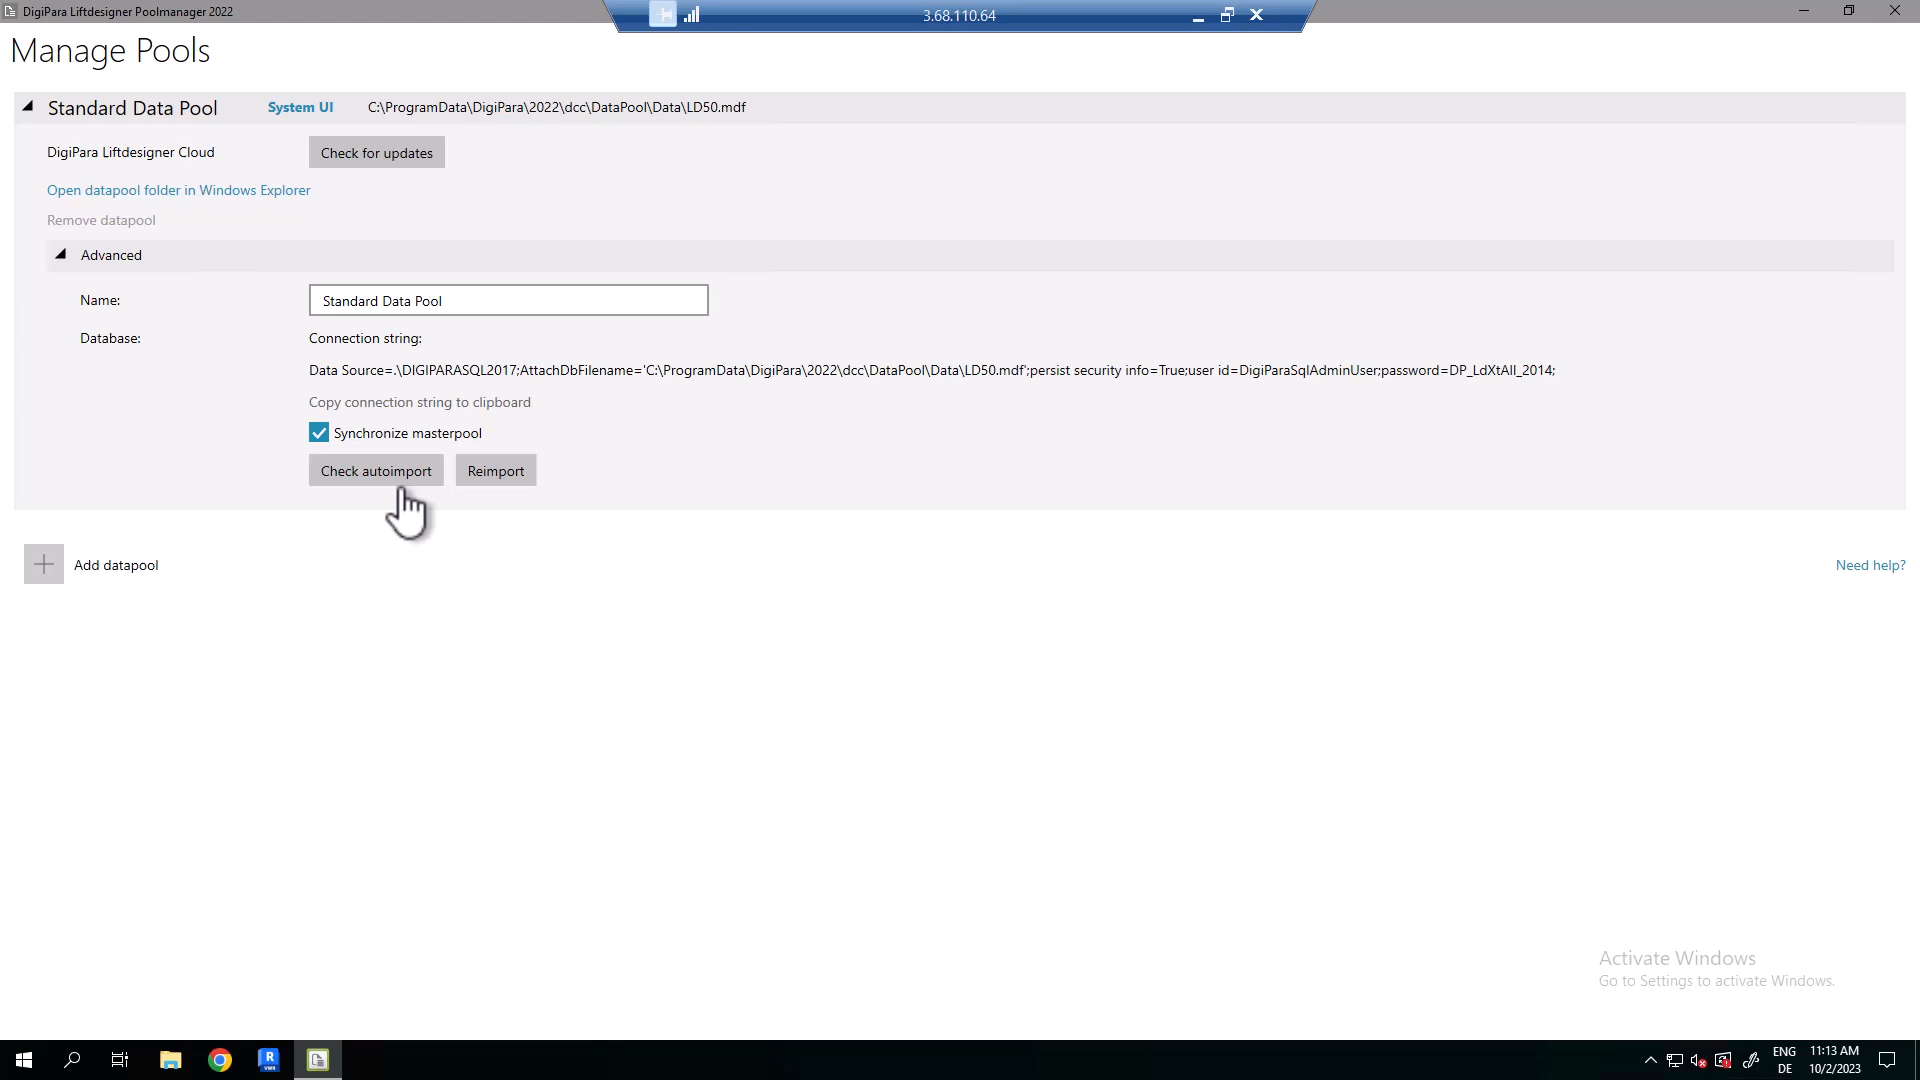 DigiPara Liftdesigner Poolmanager 2022
3.68.110.64
Manage Pools
Standard Data Pool System UI C:\ProgramData\DigiPara\2022\dcc\DataPool\Data\LD50.mdf
DigiPara Liftdesigner Cloud Check for updates
Open datapool folder in Windows Explorer
Remove datapool
Advanced
Name: Standard Data Pool
Database: Connection string:
Data Source=.\DIGIPARASQL2017;AttachDbFilename='C:\ProgramData\DigiPara\2022\dcc\DataPool\Data\LD50.mdf';persist security info=True;user id=DigiParaSqlAdminUser;password=DP_LdXtAll_2014;
Copy connection string to clipboard
Synchronize masterpool
Check autoimport Reimport
Add datapool Need help?
Activate Windows
Go to Settings to activate Windows.
R
VWR
ENG 11:13 AM
DE 10/2/2023